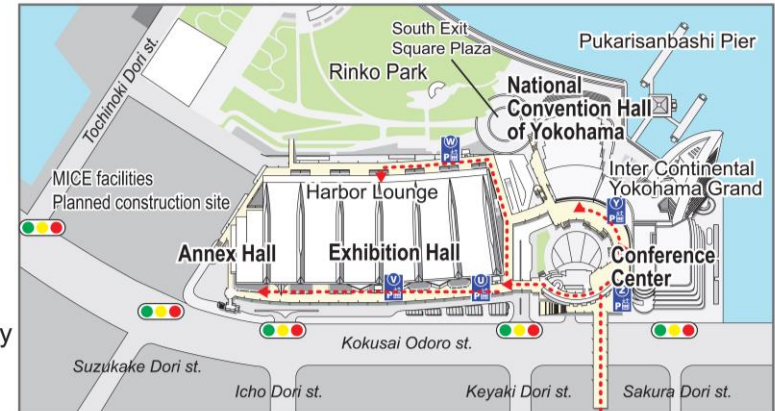 South Exit
Square Plaza
Pukarisanbashi Pier
Rinko Park
National
Convention Hall
of Yokohama
Tochinoki Dori st.
W
P
MICE facilities
Planned construction site
Harbor Lounge
Inter Continental
Yokohama Grand
Y
P
Annex Hall
Exhibition Hall
Conference
Center
V
P
U
P
Z
P
y
Kokusai Odoro st.
Suzukake Dori st.
Icho Dori st.
Keyaki Dori st.
Sakura Dori st.